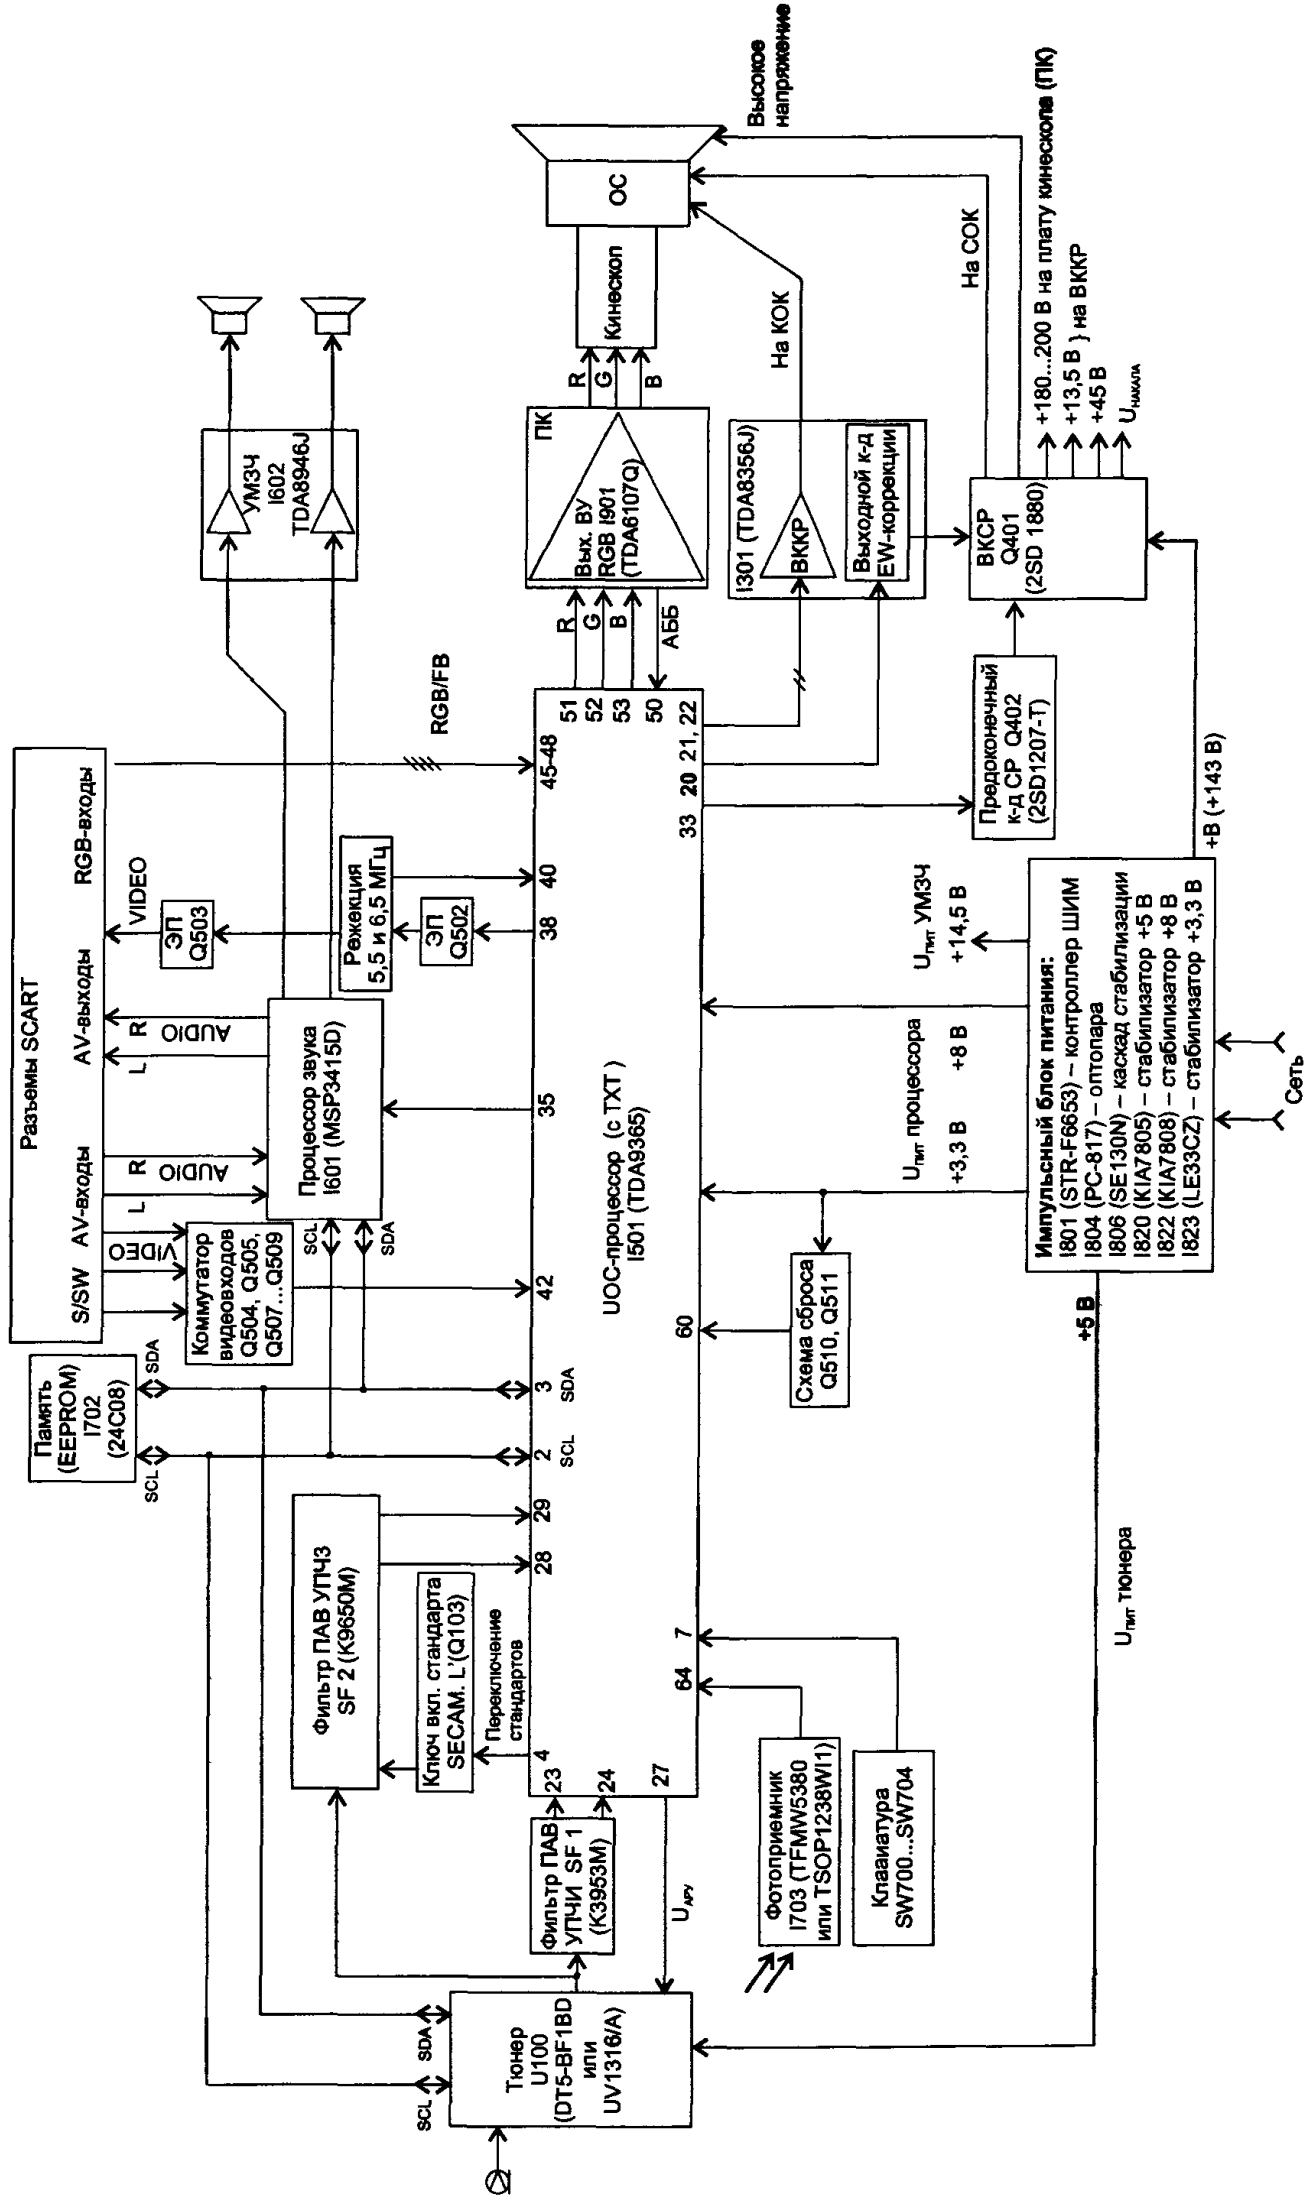 Разъемы SCART
S/SW
AV-входы
AV-выходы
RGB-входы
VIDEO
L
R
AUDIO
L
R
AUDIO
VIDEO
RGB/FB
Память
(EEPROM)
I702
(24C08)
SCL
SDA
Коммутатор
видеовходов
Q504, Q505,
Q507...Q509
Процессор звука
I601 (MSP3415D)
SCL
SDA
ЭП
Q503
Режекция
5,5 и 6,5 МГц
ЭП
Q502
УМЗЧ
I602
TDA8946J
Фильтр ПАВ УПЧЗ
SF 2 (K9650M)
Ключ вкл. стандарта
SECAM. L'(Q103)
Переключение
стандартов
Тюнер
U100
(DT5-BF1BD
или
UV1316/A)
SCL
SDA
Фильтр ПАВ
УПЧИ SF 1
(K3953M)
UАРУ
4
23
24
27
28
29
2
SCL
3
SDA
42
35
38
40
45-48
51
52
53
50
21, 22
20
33
60
7
64
UOC-процессор (с ТХТ)
I501 (TDA9365)
R
G
B
АББ
ПК
Вых. ВУ
RGB I901
(TDA6107Q)
R
G
B
Кинескоп
ОС
Высокое
напряжение
I301 (TDA8356J)
ВККР
Выходной к-д
EW-коррекции
На КОК
На СОК
Предоконечный
к-д СР Q402
(2SD1207-T)
ВКСР
Q401
(2SD 1880)
+180...200 В на плату кинескопа (ПК)
+13,5 В } на ВККР
+45 В
UНАКАЛА
+B (+143 В)
Фотоприемник
I703 (TFMW5380
или TSOP1238WI1)
Клааиатура
SW700...SW704
Схема сброса
Q510, Q511
Uпит процессора
+3,3 В
+8 В
Uпит УМЗЧ
+14,5 В
Импульсный блок питания:
I801 (STR-F6653) – контроллер ШИМ
I804 (PC-817) – оптопара
I806 (SE130N) – каскад стабилизации
I820 (KIA7805) – стабилизатор +5 В
I822 (KIA7808) – стабилизатор +8 В
I823 (LE33CZ) – стабилизатор +3,3 В
+5 В
Uпит тюнера
Сеть